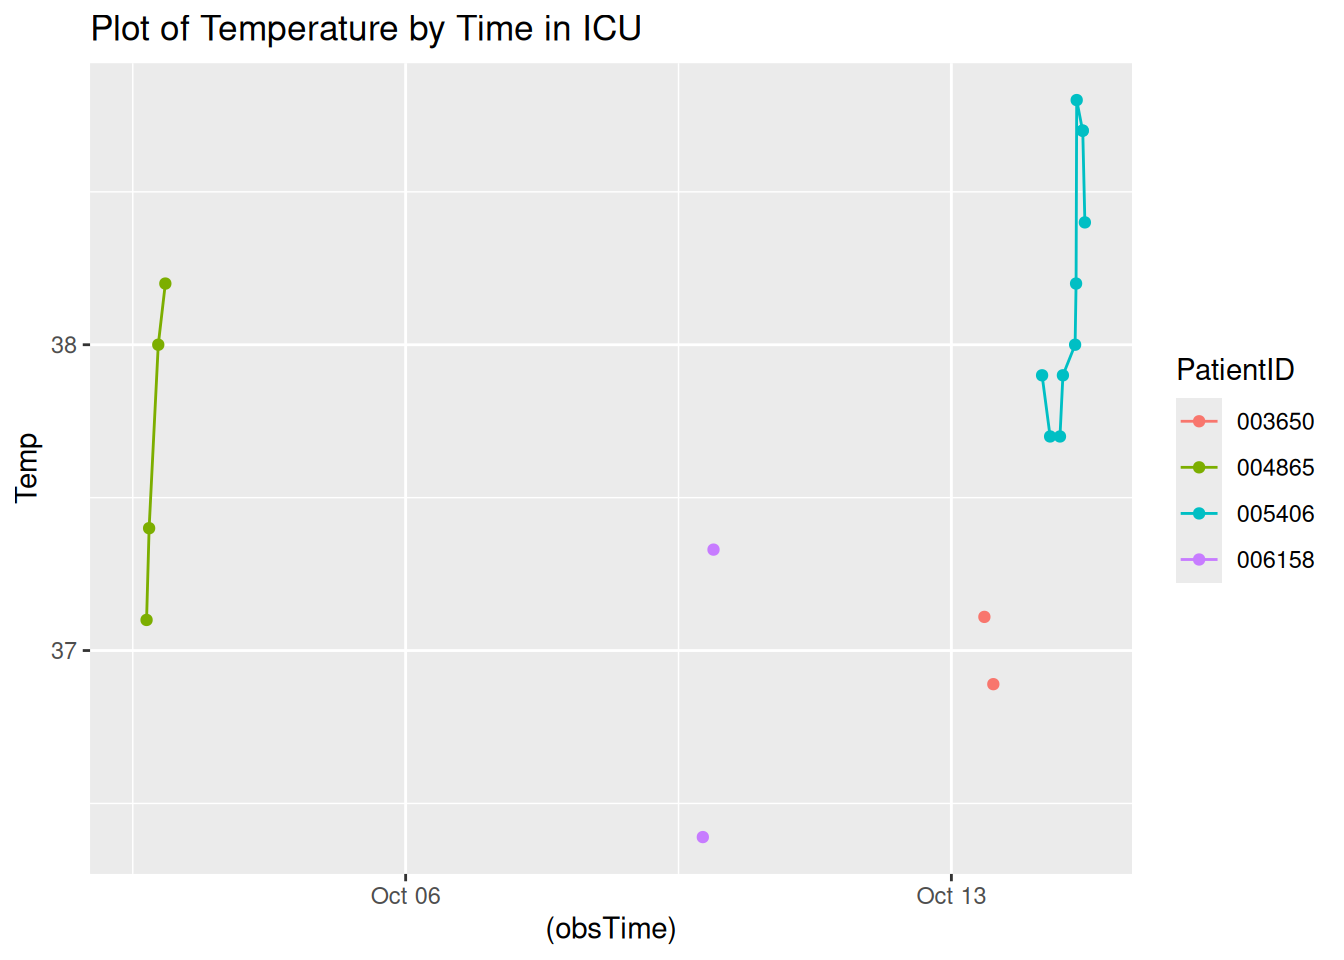 Plot of Temperature by Time in ICU
Temp
38
37
Oct 06
Oct 13
(obsTime)
PatientID
003650
004865
005406
006158